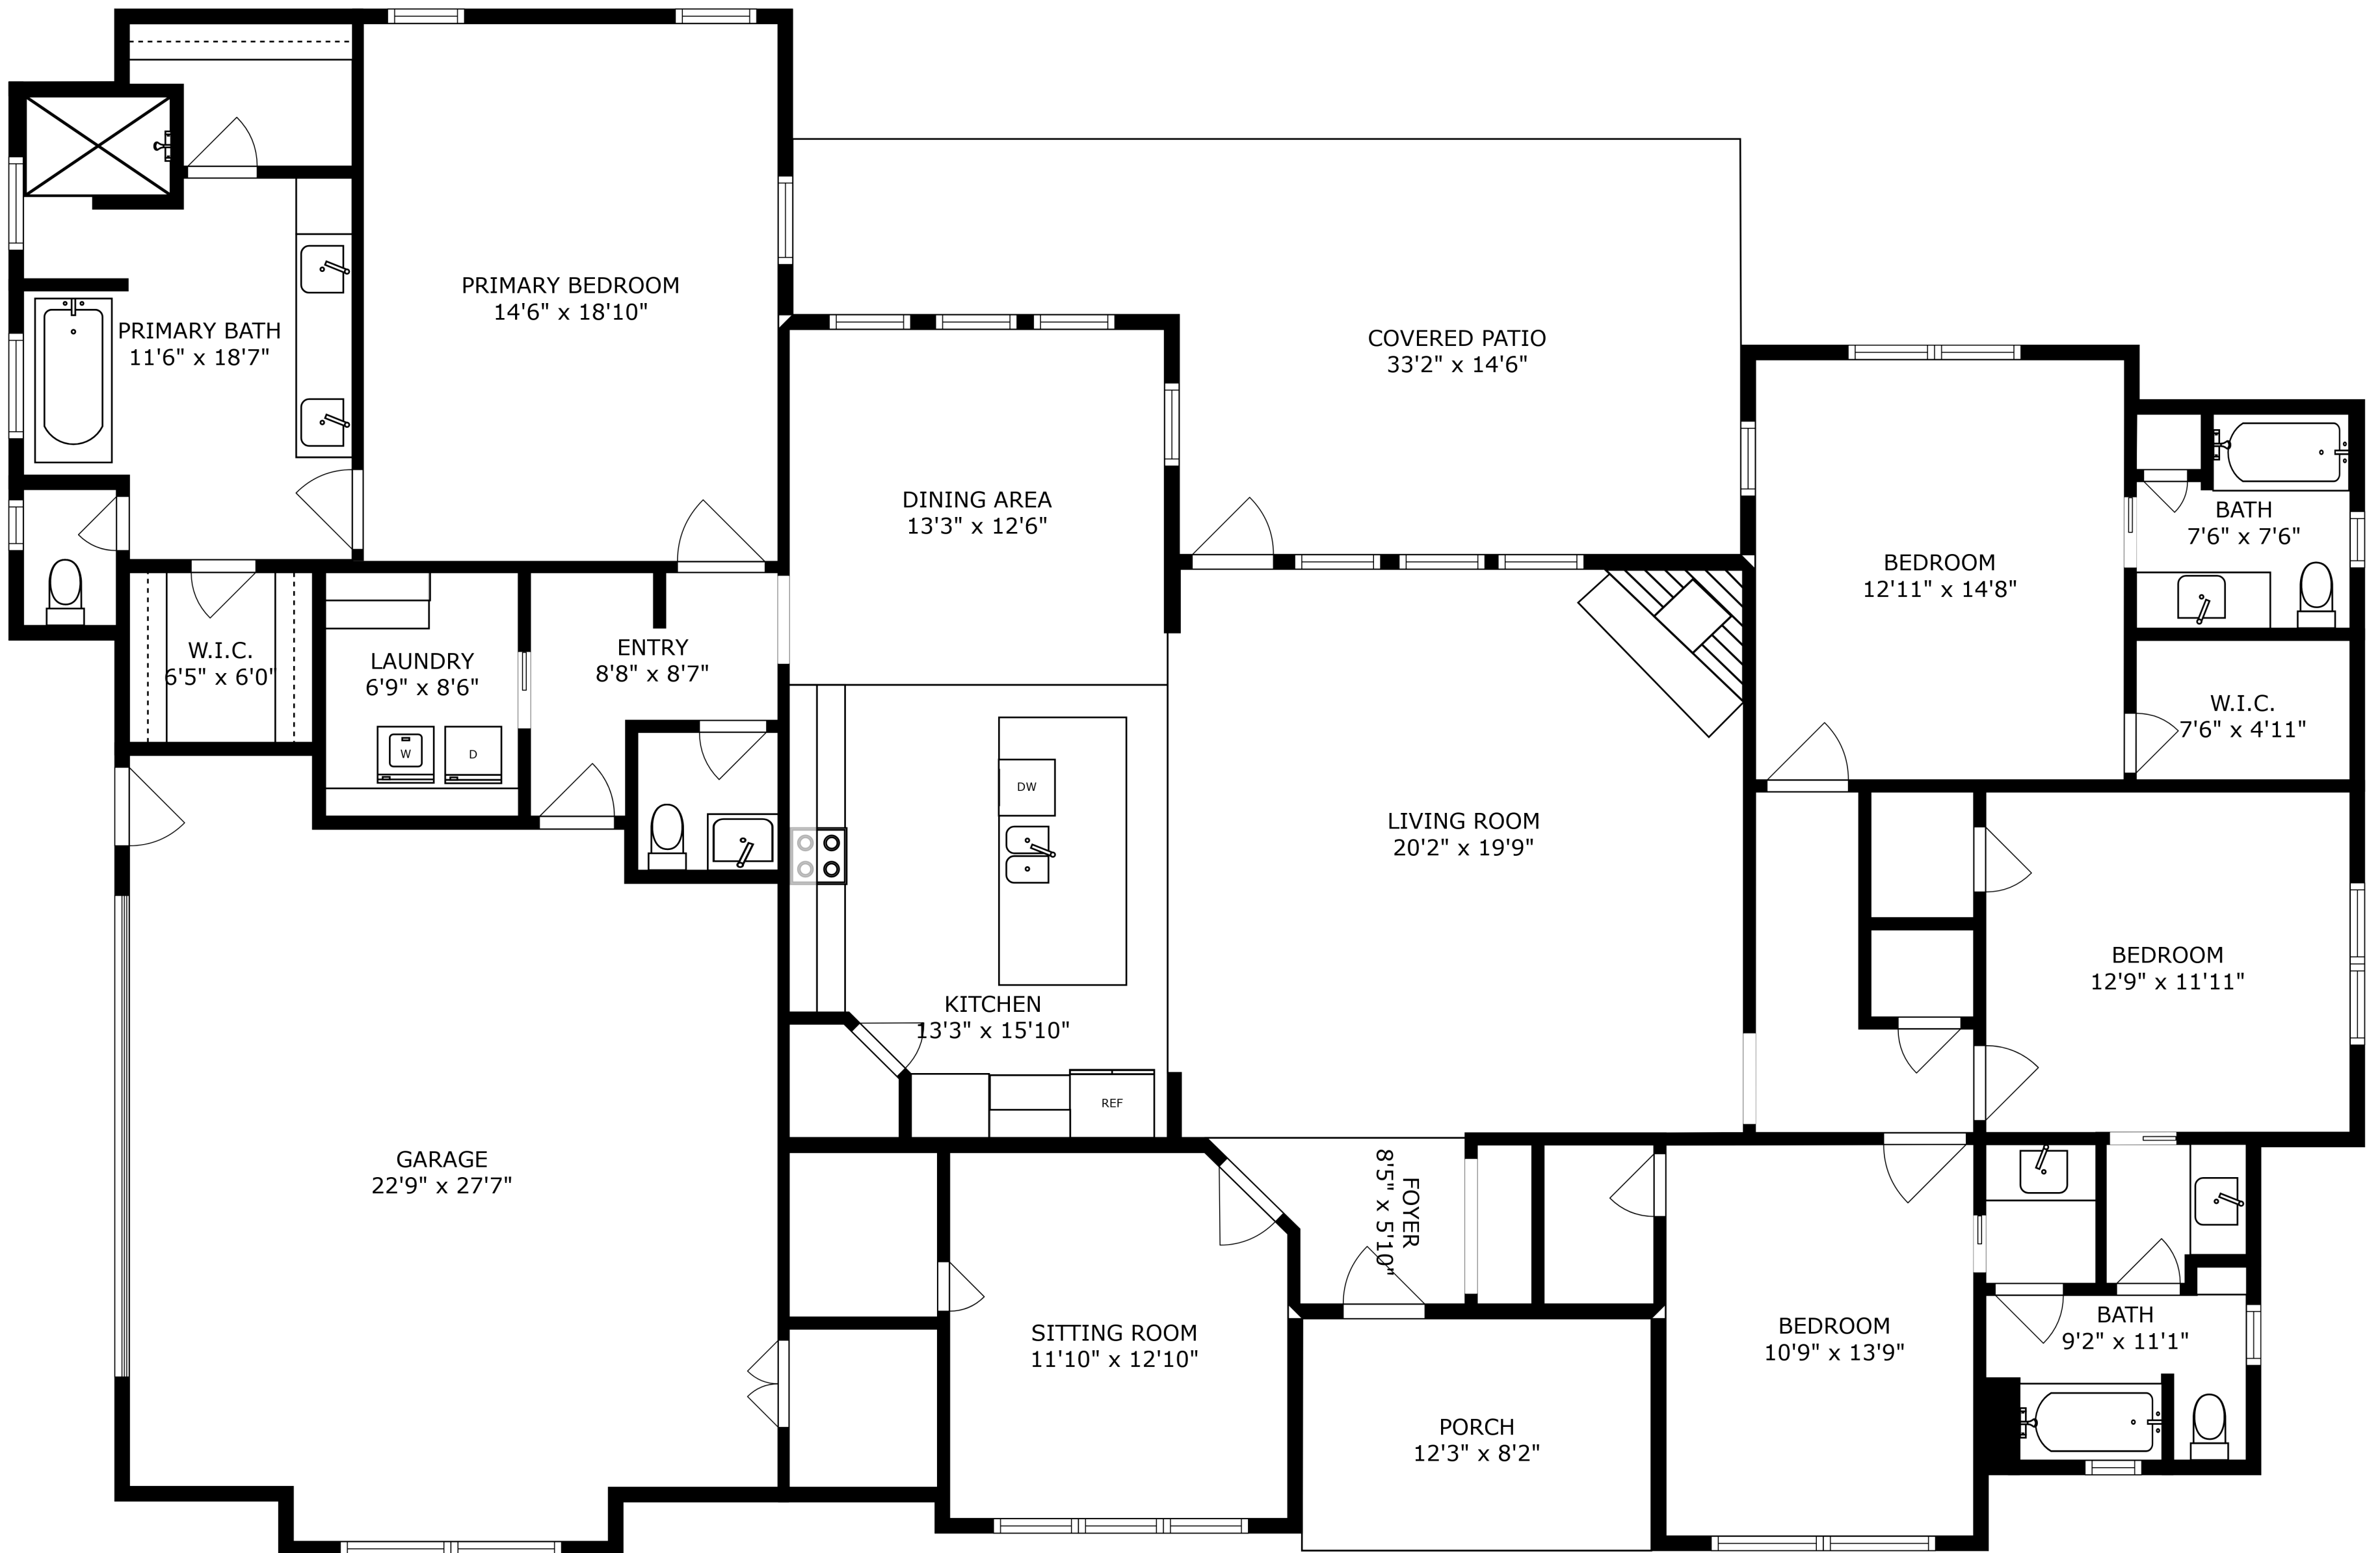 PRIMARY BEDROOM
14'6" x 18'10"
PRIMARY BATH
11'6" x 18'7"
COVERED PATIO
33'2" x 14'6"
DINING AREA
13'3" x 12'6"
BATH
7'6" x 7'6"
BEDROOM
12'11" x 14'8"
W.I.C.
6'5" x 6'0"
LAUNDRY
6'9" x 8'6"
ENTRY
8'8" x 8'7"
W.I.C.
7'6" x 4'11"
W
D
DW
LIVING ROOM
20'2" x 19'9"
BEDROOM
12'9" x 11'11"
KITCHEN
13'3" x 15'10"
REF
GARAGE
22'9" x 27'7"
FOYER
8'5" x 5'10"
SITTING ROOM
11'10" x 12'10"
BEDROOM
10'9" x 13'9"
BATH
9'2" x 11'1"
PORCH
12'3" x 8'2"